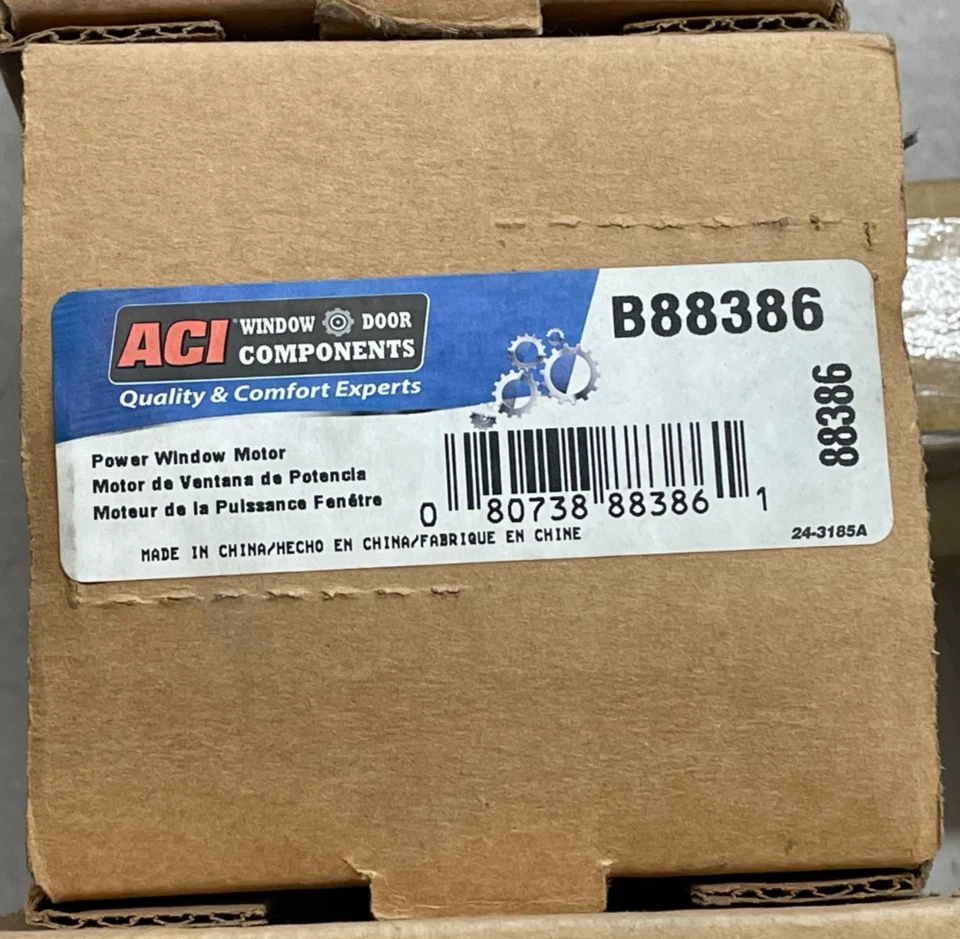 ACI WINDOW DOOR
COMPONENTS
Quality & Comfort Experts
B88386
88386
Power Window Motor
Motor de Ventana de Potencia
Moteur de la Puissance Fenêtre
0 80738 88386 1
MADE IN CHINA/HECHO EN CHINA/FABRIQUE EN CHINE
24-3185A